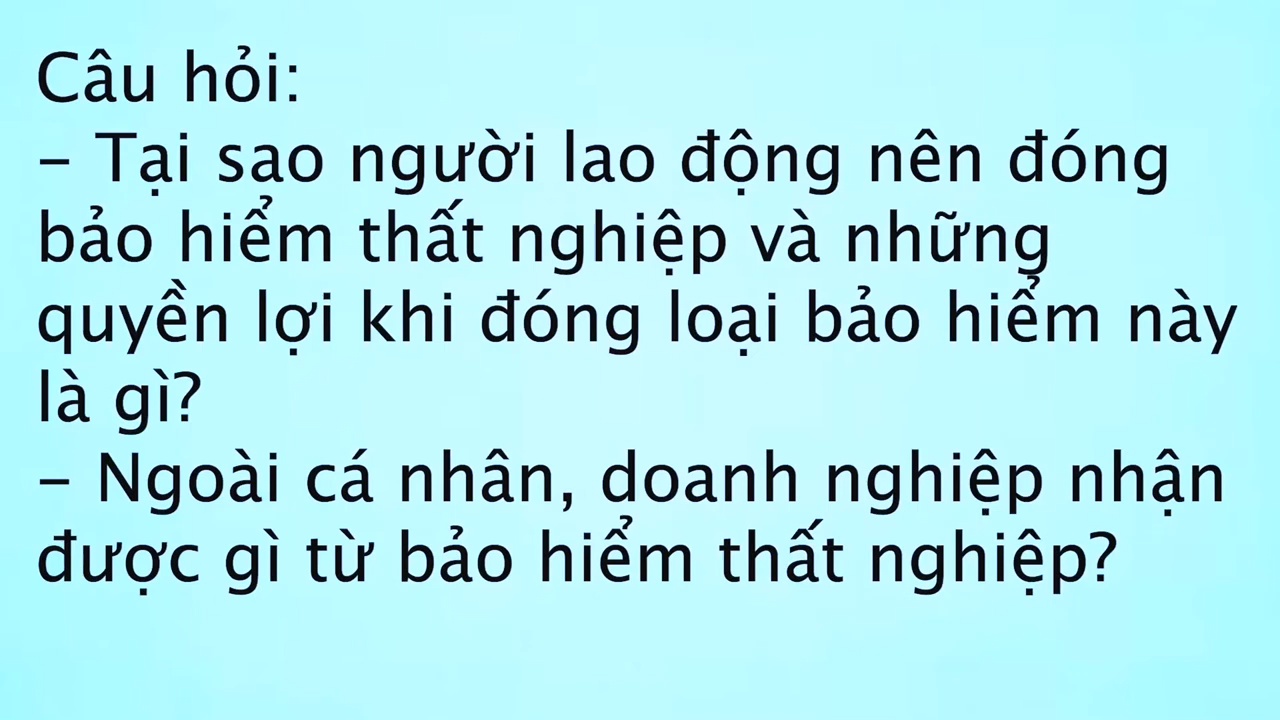 Câu hỏi:
- Tại sao người lao động nên đóng
bảo hiểm thất nghiệp và những
quyền lợi khi đóng loại bảo hiểm này
là gì?
- Ngoài cá nhân, doanh nghiệp nhận
được gì từ bảo hiểm thất nghiệp?